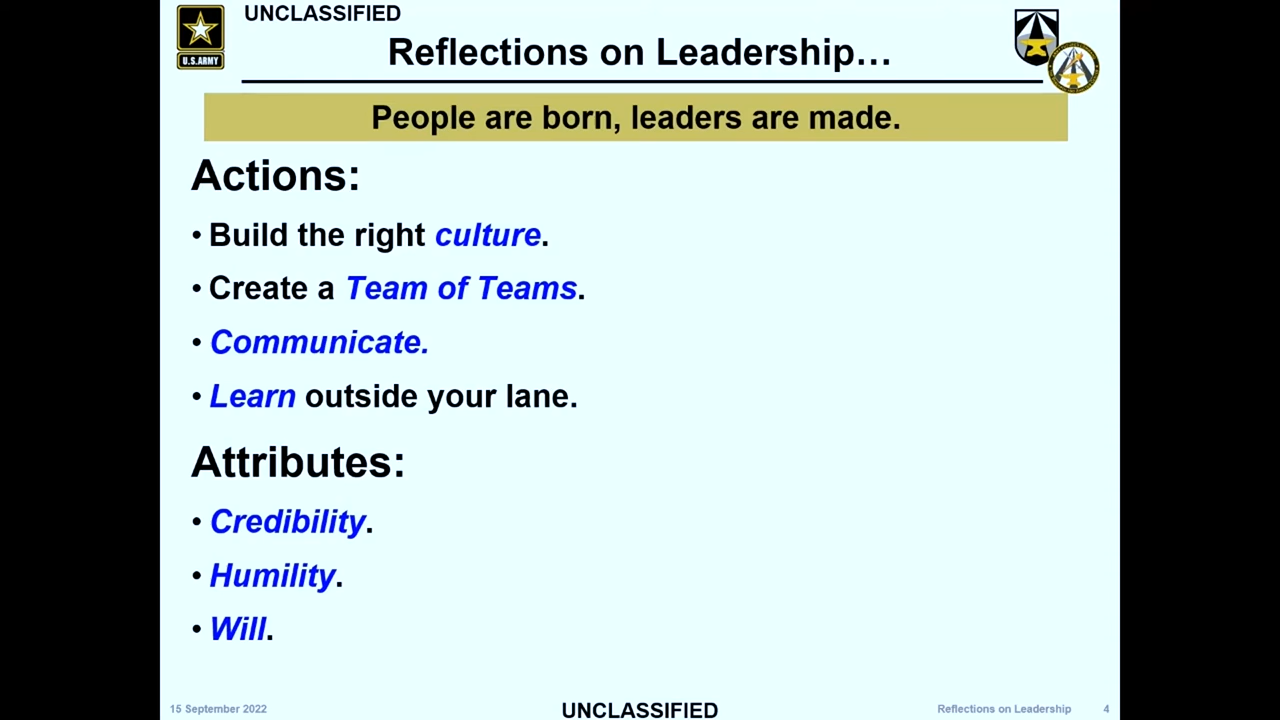 UNCLASSIFIED
U.S.ARMY
Reflections on Leadership…
People are born, leaders are made.
Actions:
• Build the right culture.
• Create a Team of Teams.
• Communicate.
• Learn outside your lane.
Attributes:
• Credibility.
• Humility.
• Will.
15 September 2022
UNCLASSIFIED
Reflections on Leadership 4